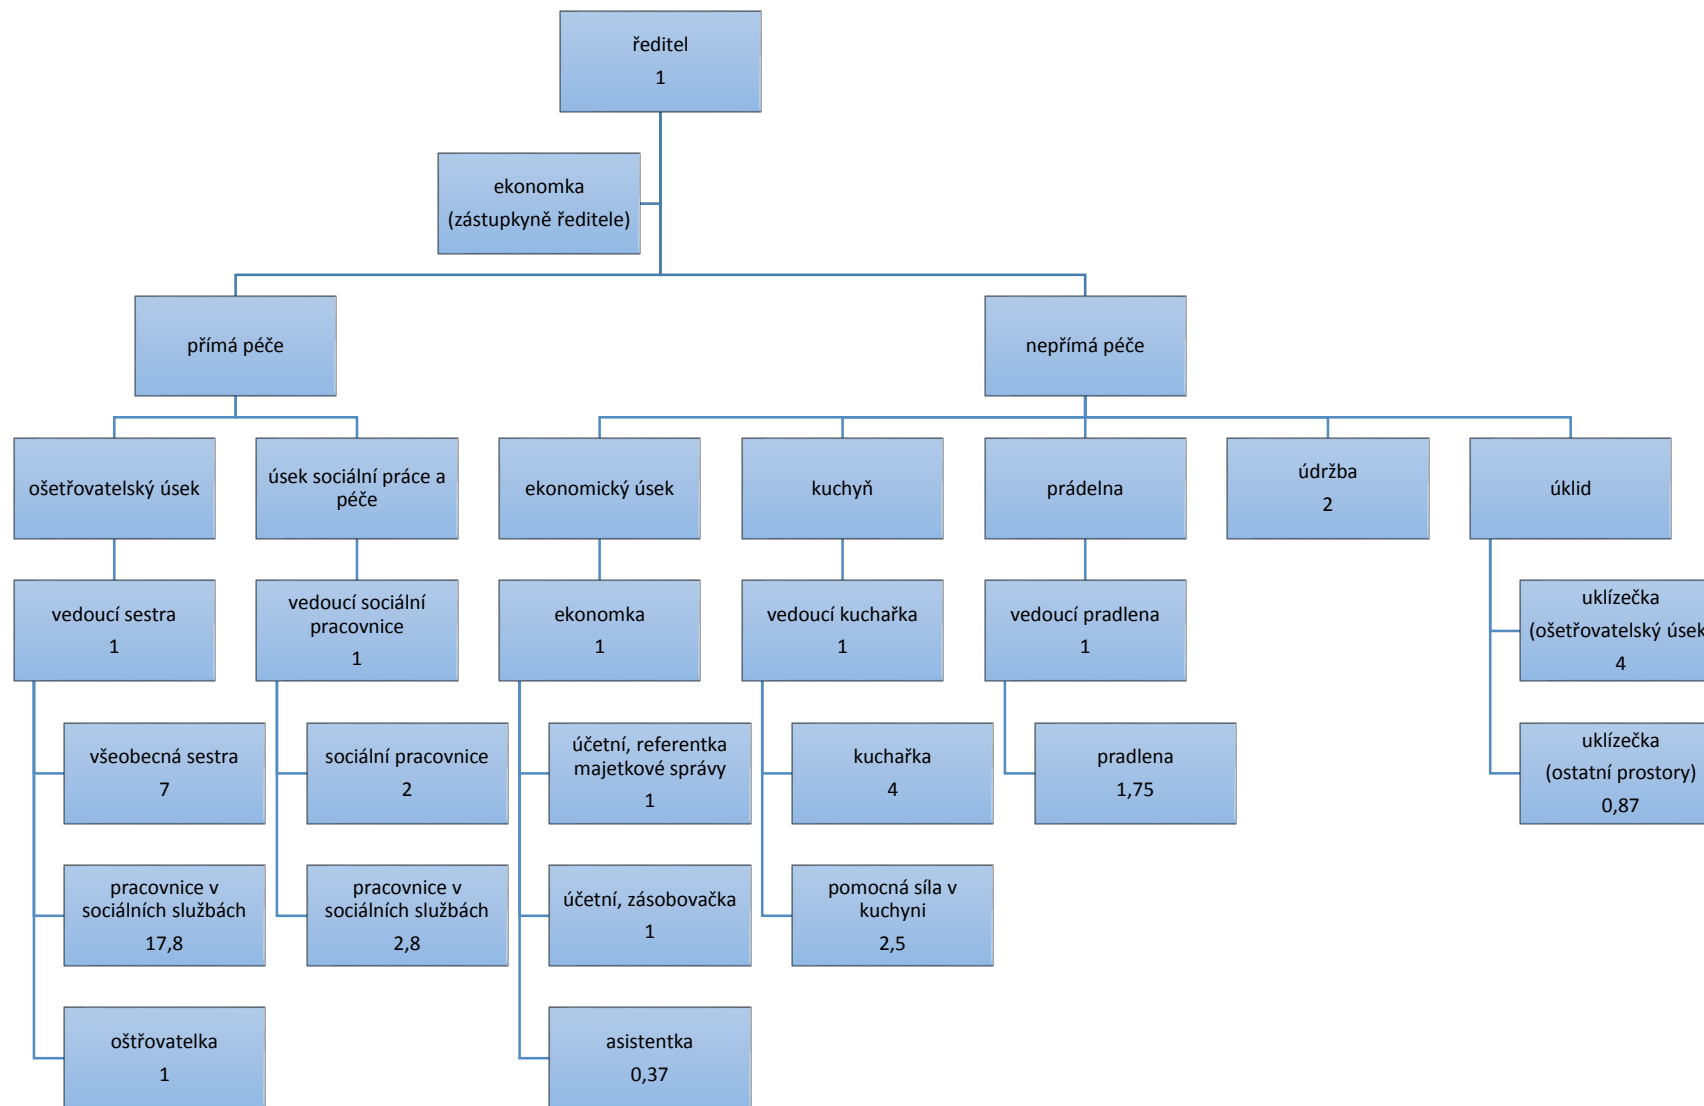 ředitel
1
ekonomka
(zástupkyně ředitele)
přímá péče
nepřímá péče
ošetřovatelský úsek
úsek sociální práce a
péče
ekonomický úsek
kuchyň
prádelna
údržba
2
úklid
vedoucí sestra
1
vedoucí sociální
pracovnice
1
ekonomka
1
vedoucí kuchařka
1
vedoucí pradlena
1
uklízečka
(ošetřovatelský úsek
4
všeobecná sestra
7
sociální pracovnice
2
účetní, referentka
majetkové správy
1
kuchařka
4
pradlena
1,75
uklízečka
(ostatní prostory)
0,87
pracovnice v
sociálních službách
17,8
pracovnice v
sociálních službách
2,8
účetní, zásobovačka
1
pomocná síla v
kuchyni
2,5
oštřovatelka
1
asistentka
0,37